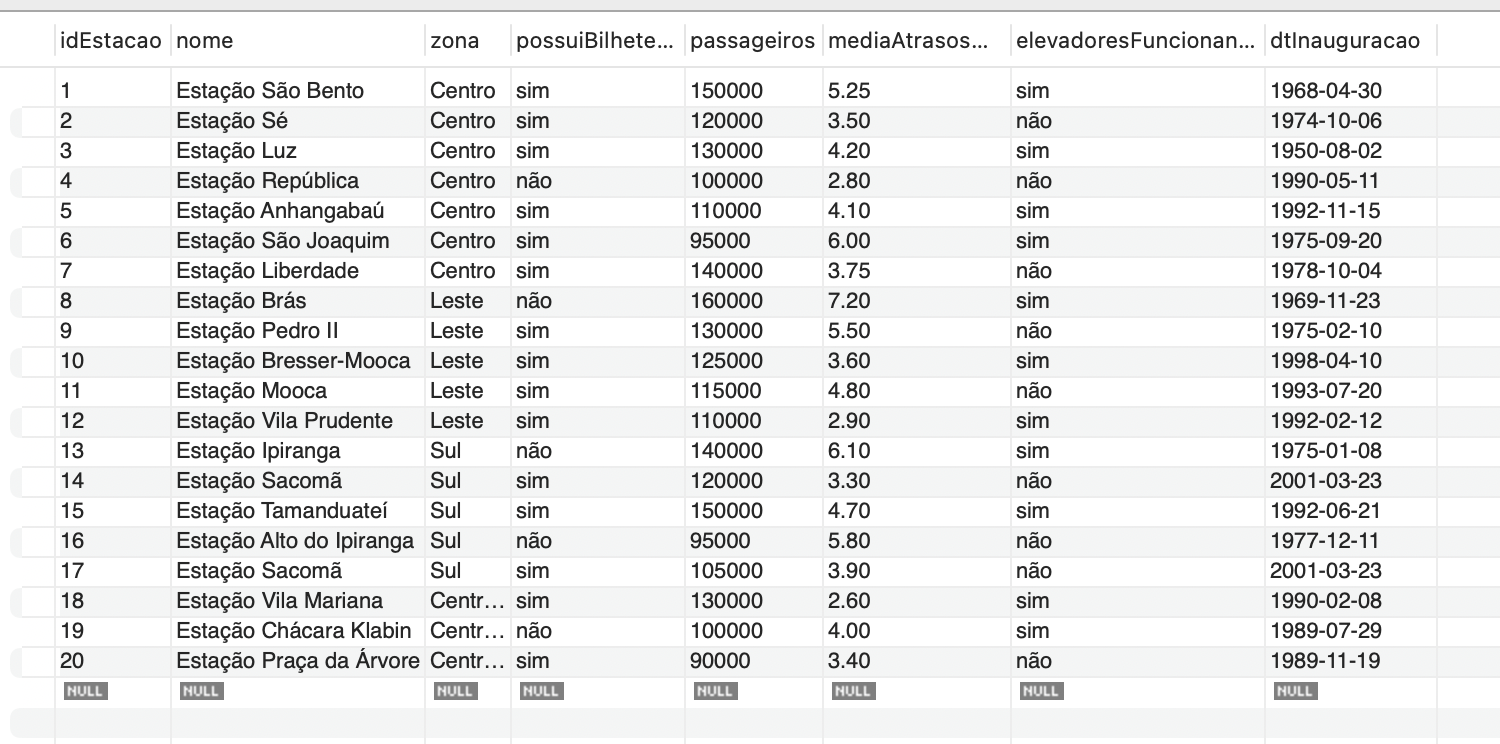 idEstacao nome zona possuiBilhete... passageiros mediaAtrasos... elevadoresFuncionan... dtInauguracao
1 Estação São Bento Centro sim 150000 5.25 sim 1968-04-30
2 Estação Sé Centro sim 120000 3.50 não 1974-10-06
3 Estação Luz Centro sim 130000 4.20 sim 1950-08-02
4 Estação República Centro não 100000 2.80 não 1990-05-11
5 Estação Anhangabaú Centro sim 110000 4.10 sim 1992-11-15
6 Estação São Joaquim Centro sim 95000 6.00 sim 1975-09-20
7 Estação Liberdade Centro sim 140000 3.75 não 1978-10-04
8 Estação Brás Leste não 160000 7.20 sim 1969-11-23
9 Estação Pedro II Leste sim 130000 5.50 não 1975-02-10
10 Estação Bresser-Mooca Leste sim 125000 3.60 sim 1998-04-10
11 Estação Mooca Leste sim 115000 4.80 não 1993-07-20
12 Estação Vila Prudente Leste sim 110000 2.90 sim 1992-02-12
13 Estação Ipiranga Sul não 140000 6.10 sim 1975-01-08
14 Estação Sacomã Sul sim 120000 3.30 não 2001-03-23
15 Estação Tamanduateí Sul sim 150000 4.70 sim 1992-06-21
16 Estação Alto do Ipiranga Sul não 95000 5.80 não 1977-12-11
17 Estação Sacomã Sul sim 105000 3.90 não 2001-03-23
18 Estação Vila Mariana Centr... sim 130000 2.60 sim 1990-02-08
19 Estação Chácara Klabin Centr... não 100000 4.00 sim 1989-07-29
20 Estação Praça da Árvore Centr... sim 90000 3.40 não 1989-11-19
NULL NULL NULL NULL NULL NULL NULL NULL